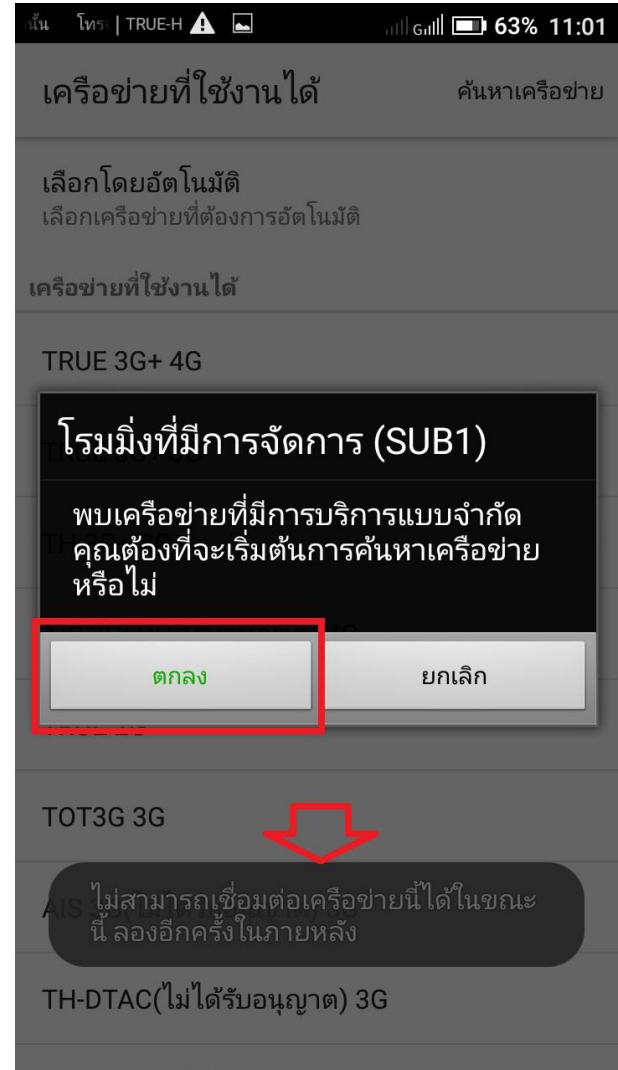 นั้น โทร | TRUE-H 63% 11:01
เครือข่ายที่ใช้งานได้ ค้นหาเครือข่าย
เลือกโดยอัตโนมัติ
เลือกเครือข่ายที่ต้องการอัตโนมัติ
เครือข่ายที่ใช้งานได้
TRUE 3G+ 4G
โรมมิ่งที่มีการจัดการ (SUB1)
พบเครือข่ายที่มีการบริการแบบจำกัด
คุณต้องที่จะเริ่มต้นการค้นหาเครือข่าย
หรือไม่
ตกลง ยกเลิก
TOT3G 3G
ไม่สามารถเชื่อมต่อเครือข่ายนี้ได้ในขณะ
นี้ ลองอีกครั้งในภายหลัง
TH-DTAC(ไม่ได้รับอนุญาต) 3G